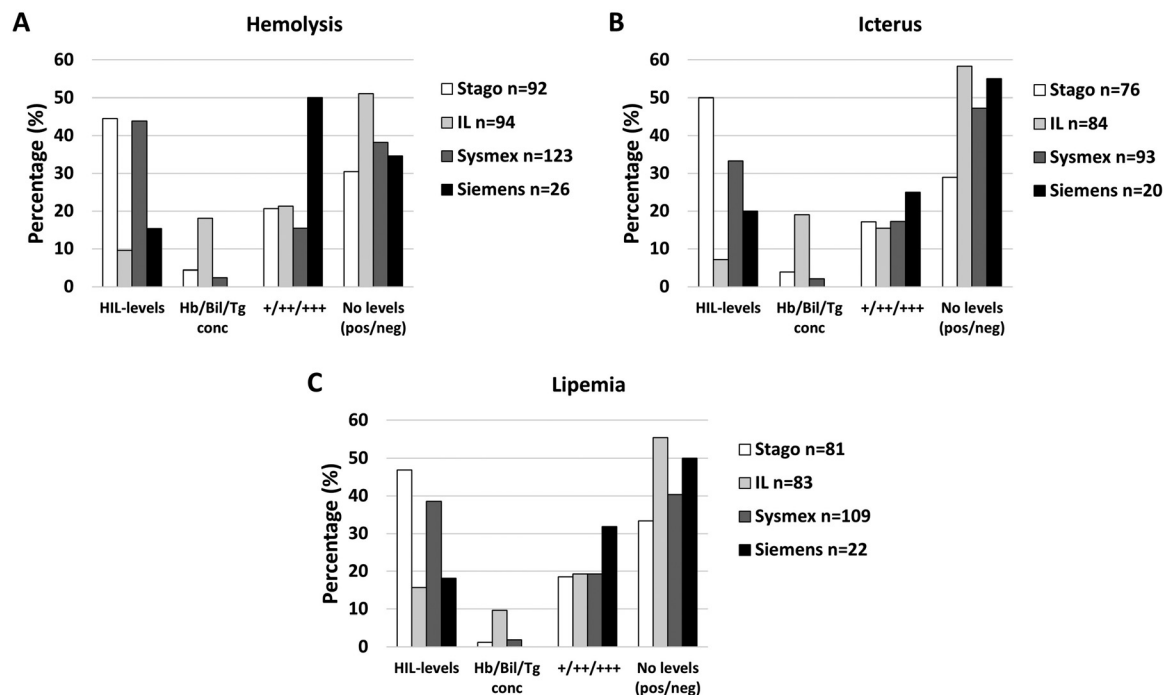 A
Hemolysis
Percentage (%)
60
50
40
30
20
10
0
HIL-levels
Hb/Bil/Tg
conc
+/++/+++
No levels
(pos/neg)
Stago n=92
IL n=94
Sysmex n=123
Siemens n=26
B
Icterus
Percentage (%)
60
50
40
30
20
10
0
HIL-levels
Hb/Bil/Tg
conc
+/++/+++
No levels
(pos/neg)
Stago n=76
IL n=84
Sysmex n=93
Siemens n=20
C
Lipemia
Percentage (%)
60
50
40
30
20
10
0
HIL-levels
Hb/Bil/Tg
conc
+/++/+++
No levels
(pos/neg)
Stago n=81
IL n=83
Sysmex n=109
Siemens n=22